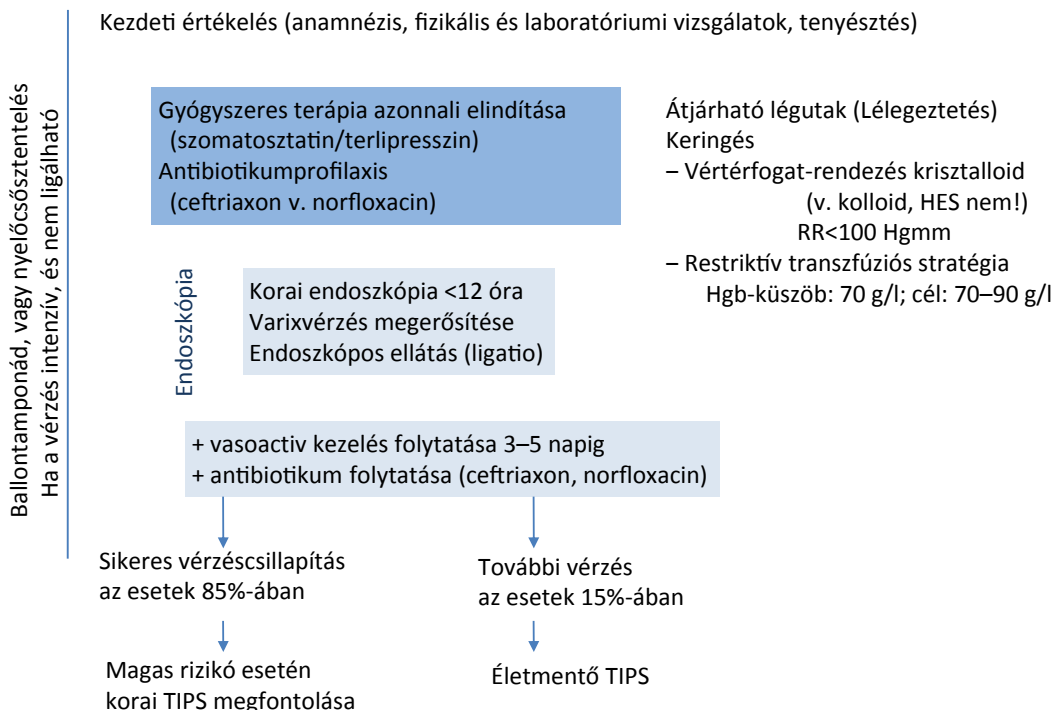 Kezdeti értékelés (anamnézis, fizikális és laboratóriumi vizsgálatok, tenyésztés)
Ballontamponád, vagy nyelőcsősztentelés
Ha a vérzés intenzív, és nem ligálható
Gyógyszeres terápia azonnali elindítása
(szomatosztatin/terlipresszin)
Antibiotikumprofilaxis
(ceftriaxon v. norfloxacin)
Átjárható légutak (Lélegeztetés)
Keringés
– Vértérfogat-rendezés krisztalloid
(v. kolloid, HES nem!)
RR<100 Hgmm
– Restriktív transzfúziós stratégia
Hgb-küszöb: 70 g/l; cél: 70–90 g/l
Endoszkópia
Korai endoszkópia <12 óra
Varixvérzés megerősítése
Endoszkópos ellátás (ligatio)
+ vasoactiv kezelés folytatása 3–5 napig
+ antibiotikum folytatása (ceftriaxon, norfloxacin)
Sikeres vérzéscsillapítás
az esetek 85%-ában
További vérzés
az esetek 15%-ában
Magas rizikó esetén
korai TIPS megfontolása
Életmentő TIPS